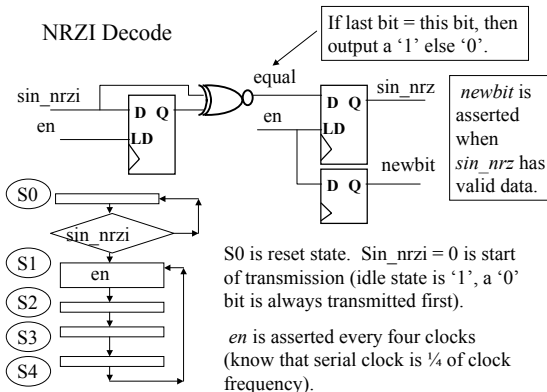 NRZI Decode
If last bit = this bit, then
output a ‘1’ else ‘0’.
equal
sin_nrzi
D Q
en
LD
D Q
sin_nrz
en
LD
newbit is
asserted
when
sin_nrz has
valid data.
D Q
newbit
S0
sin_nrzi
S1
en
S2
S3
S4
S0 is reset state. Sin_nrzi = 0 is start
of transmission (idle state is ‘1’, a ‘0’
bit is always transmitted first).
en is asserted every four clocks
(know that serial clock is ¼ of clock
frequency).